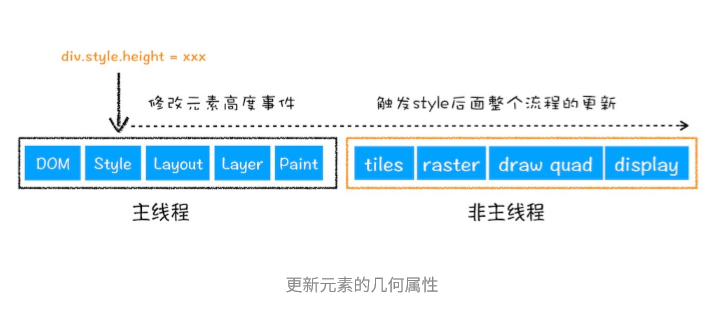 div.style.height = xxx
修改元素高度事件 触发style后面整个流程的更新
DOM Style Layout Layer Paint tiles raster draw quad display
主线程 非主线程
更新元素的几何属性